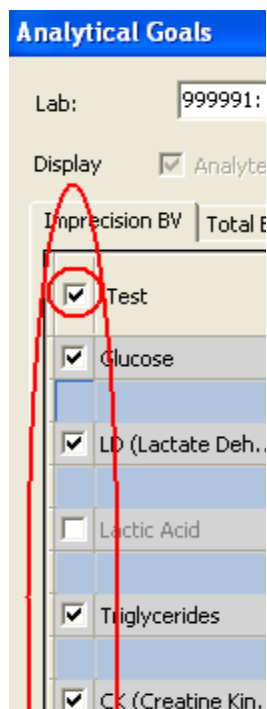 Analytical Goals
Lab: 999991:
Display Analyte
Imprecision BV Total E
Test
Glucose
LD (Lactate Deh..
Lactic Acid
Triglycerides
CK (Creatine Kin.